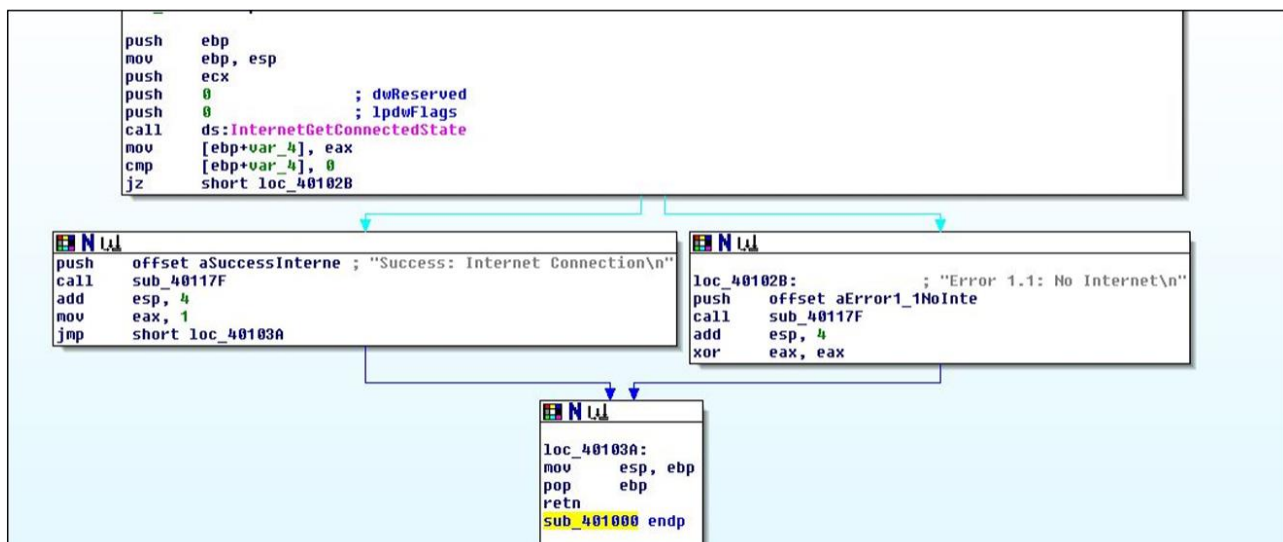 push ebp
mov ebp, esp
push ecx
push 0 ; dwReserved
push 0 ; lpdwFlags
call ds:InternetGetConnectedState
mov [ebp+var_4], eax
cmp [ebp+var_4], 0
jz short loc_40102B
push offset aSuccessInterne ; "Success: Internet Connection\n"
call sub_40117F
add esp, 4
mov eax, 1
jmp short loc_40103A
loc_40102B: ; "Error 1.1: No Internet\n"
push offset aError1_1NoInte
call sub_40117F
add esp, 4
xor eax, eax
loc_40103A:
mov esp, ebp
pop ebp
retn
sub_401000 endp